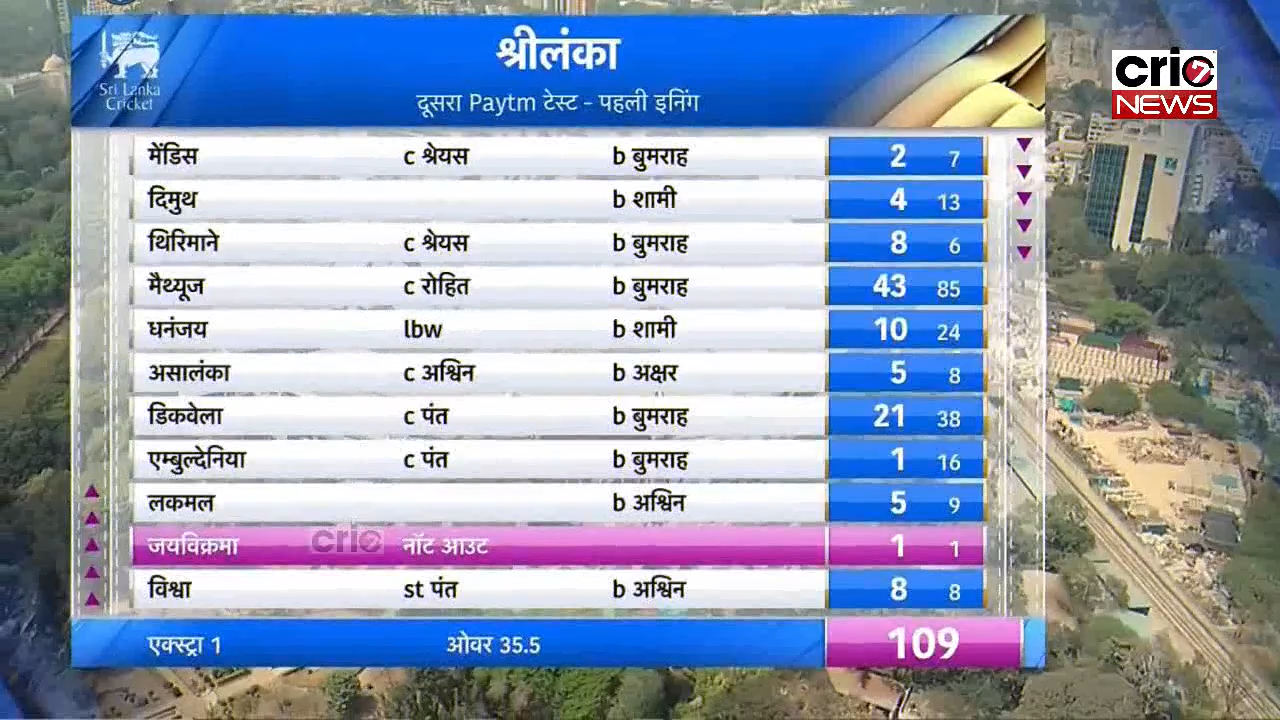 Sri Lanka
Cricket
श्रीलंका
दूसरा Paytm टेस्ट - पहली इनिंग
cric7
NEWS
मेंडिस c श्रेयस b बुमराह 2 7
दिमुथ b शामी 4 13
थिरिमाने c श्रेयस b बुमराह 8 6
मैथ्यूज c रोहित b बुमराह 43 85
धनंजय lbw b शामी 10 24
असालंका c अश्विन b अक्षर 5 8
डिकवेला c पंत b बुमराह 21 38
एम्बुल्देनिया c पंत b बुमराह 1 16
लकमल b अश्विन 5 9
जयविक्रमा cric नॉट आउट 1 1
विश्वा st पंत b अश्विन 8 8
एक्स्ट्रा 1 ओवर 35.5 109